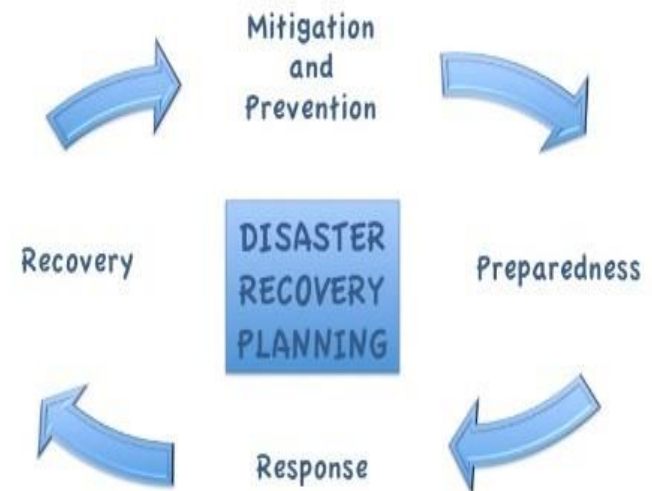 Mitigation
and
Prevention
Recovery
DISASTER
RECOVERY
PLANNING
Preparedness
Response